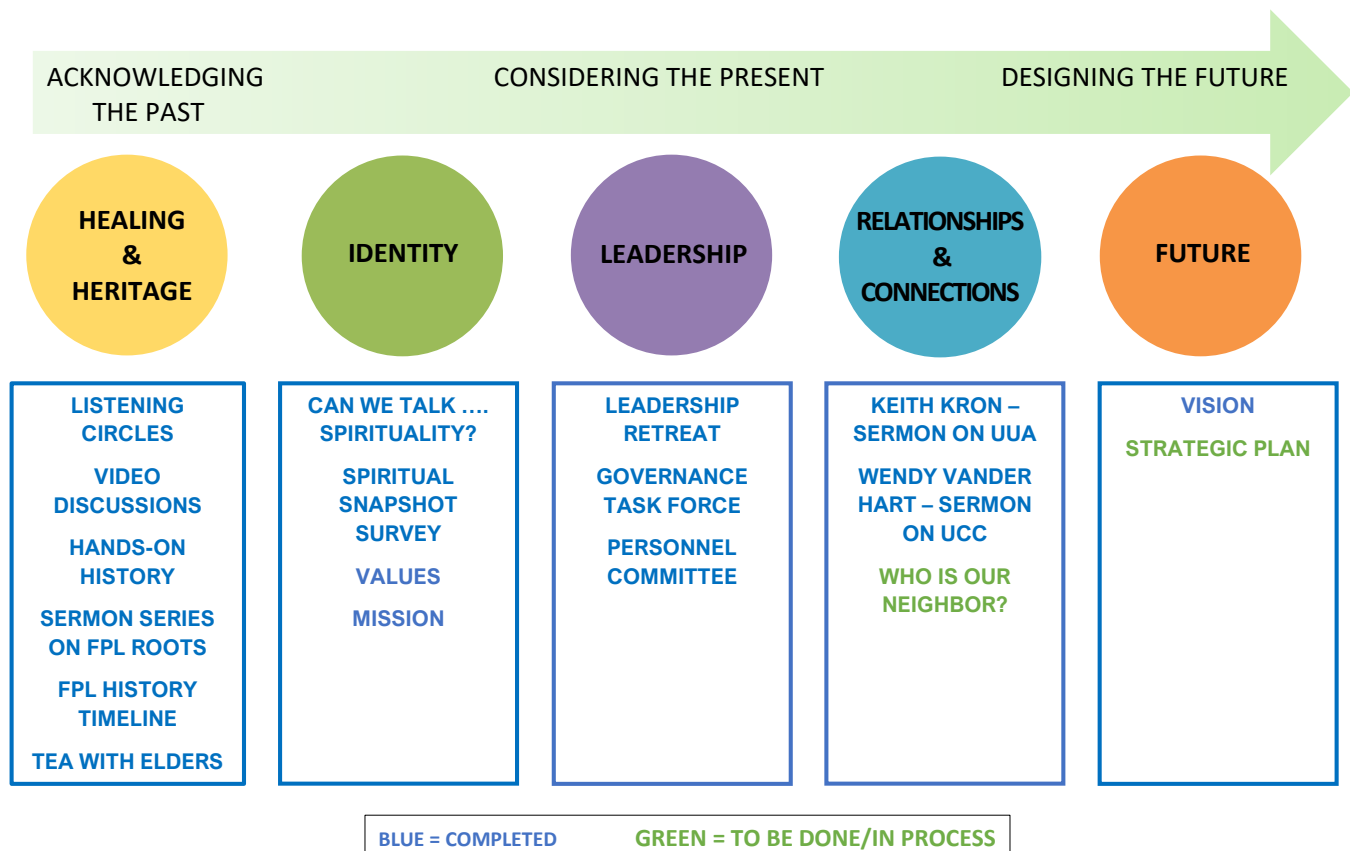 ACKNOWLEDGING
THE PAST
CONSIDERING THE PRESENT
DESIGNING THE FUTURE
HEALING
&
HERITAGE
IDENTITY
LEADERSHIP
RELATIONSHIPS
&
CONNECTIONS
FUTURE
LISTENING
CIRCLES
VIDEO
DISCUSSIONS
HANDS-ON
HISTORY
SERMON SERIES
ON FPL ROOTS
FPL HISTORY
TIMELINE
TEA WITH ELDERS
CAN WE TALK ....
SPIRITUALITY?
SPIRITUAL
SNAPSHOT
SURVEY
VALUES
MISSION
LEADERSHIP
RETREAT
GOVERNANCE
TASK FORCE
PERSONNEL
COMMITTEE
KEITH KRON –
SERMON ON UUA
WENDY VANDER
HART – SERMON
ON UCC
WHO IS OUR
NEIGHBOR?
VISION
STRATEGIC PLAN
BLUE = COMPLETED
GREEN = TO BE DONE/IN PROCESS